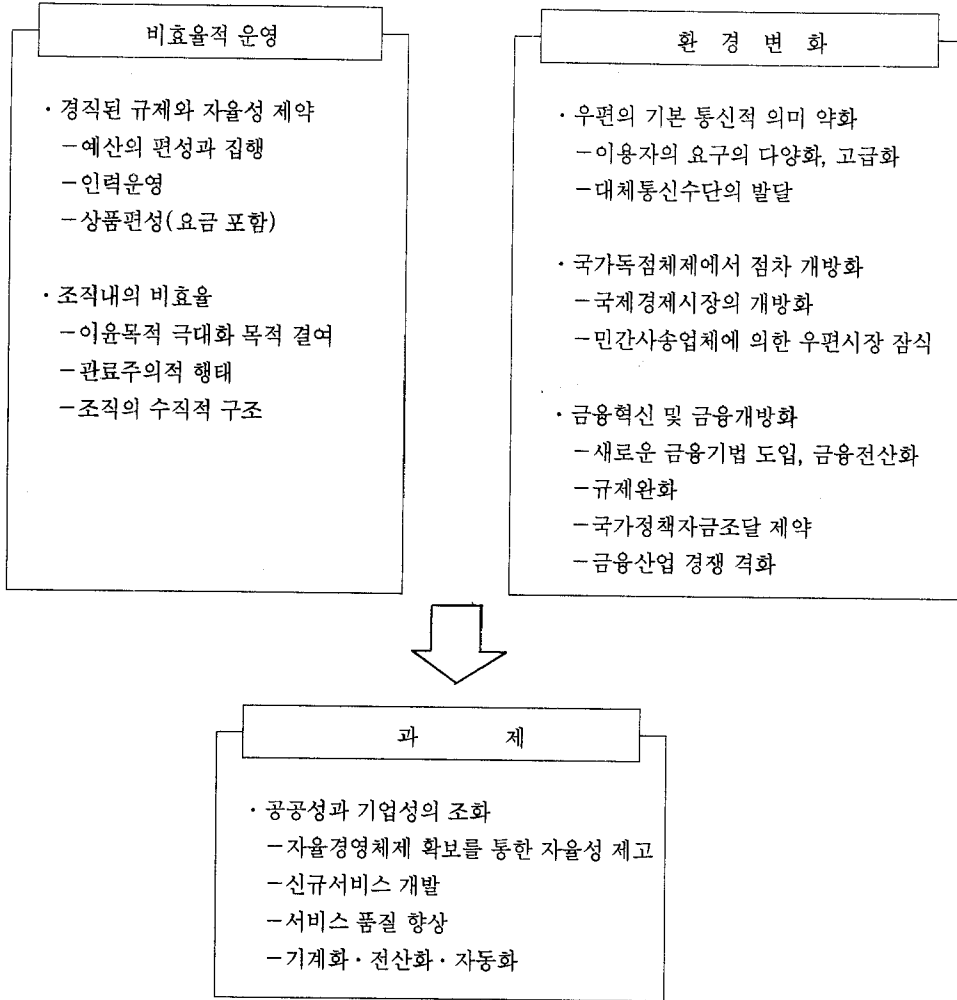 비효율적 운영
· 경직된 규제와 자율성 제약
－예산의 편성과 집행
－인력운영
－상품편성(요금 포함)
· 조직내의 비효율
－이윤목적 극대화 목적 결여
－관료주의적 행태
－조직의 수직적 구조
환 경 변 화
· 우편의 기본 통신적 의미 약화
－이용자의 요구의 다양화, 고급화
－대체통신수단의 발달
· 국가독점체제에서 점차 개방화
－국제경제시장의 개방화
－민간사송업체에 의한 우편시장 잠식
· 금융혁신 및 금융개방화
－새로운 금융기법 도입, 금융전산화
－규제완화
－국가정책자금조달 제약
－금융산업 경쟁 격화
과 제
· 공공성과 기업성의 조화
－자율경영체제 확보를 통한 자율성 제고
－신규서비스 개발
－서비스 품질 향상
－기계화 · 전산화 · 자동화